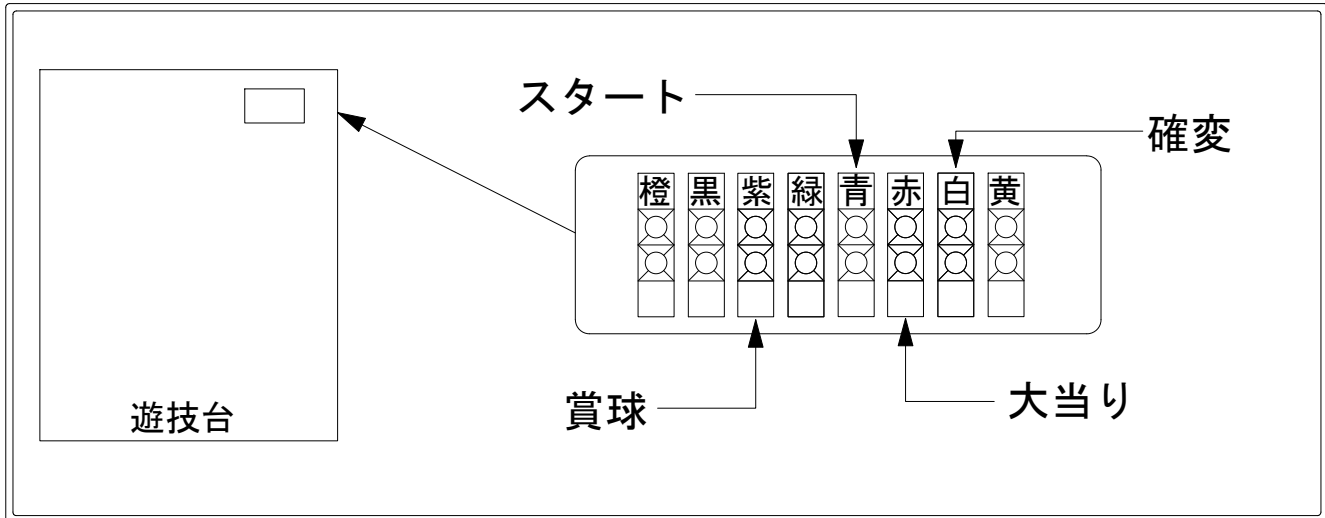 スタート
確変
橙 黒 紫 緑 青 赤 白 黄
賞球
大当り
遊技台